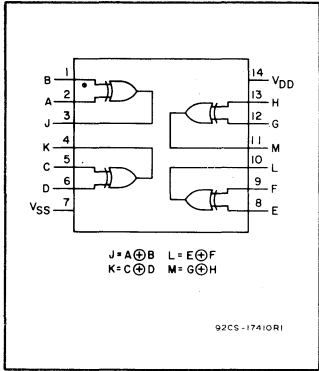 B 1
A 2
J 3
K 4
C 5
D 6
VSS 7
14 VDD
13 H
12 G
11 M
10 L
9 F
8 E
J=A⊕B L=E⊕F
K=C⊕D M=G⊕H
92CS-17410R1